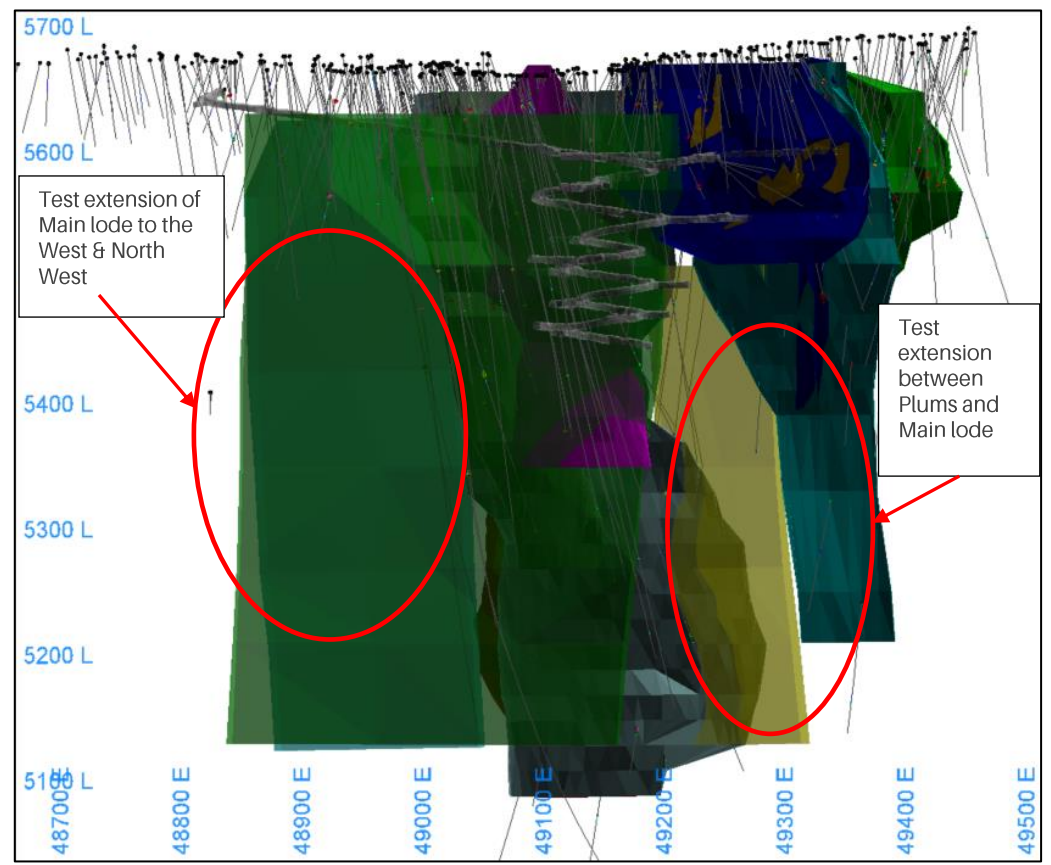 5700 L
5600 L
Test extension of
Main lode to the
West & North
West
Test
extension
between
Plums and
Main lode
5400 L
5300 L
5200 L
5100 L
48700 E
48800 E
48900 E
49000 E
49100 E
49200 E
49300 E
49400 E
49500 E